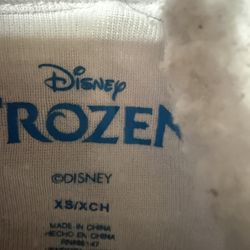 Disney
FROZEN
©DISNEY
XS/XCH
MADE IN CHINA
HECHO EN CHINA